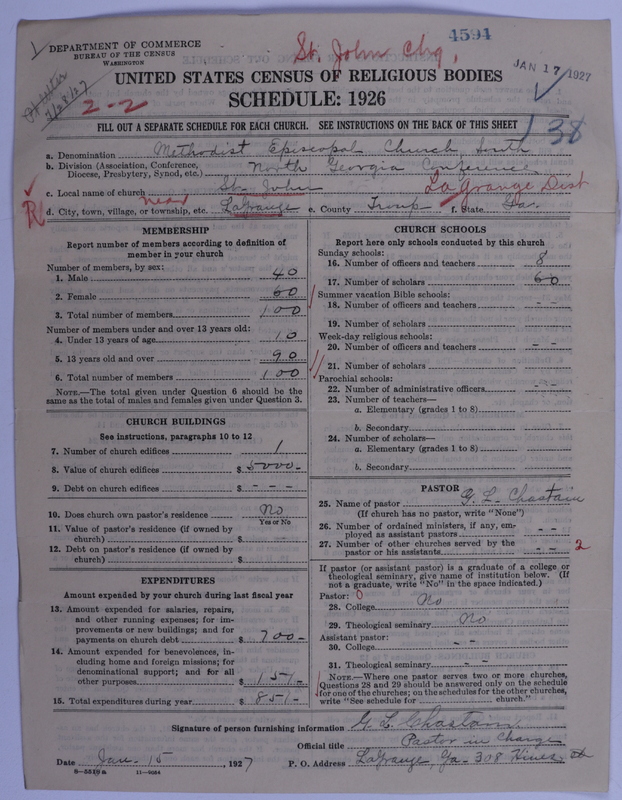 4594
St. John Chg.
DEPARTMENT OF COMMERCE
BUREAU OF THE CENSUS
WASHINGTON
JAN 17 1927
UNITED STATES CENSUS OF RELIGIOUS BODIES
2-2
SCHEDULE: 1926
FILL OUT A SEPARATE SCHEDULE FOR EACH CHURCH. SEE INSTRUCTIONS ON THE BACK OF THIS SHEET
138
a. Denomination Methodist Episcopal Church South
b. Division (Association, Conference, Diocese, Presbytery, Synod, etc.) North Georgia Conference
c. Local name of church St. John LaGrange Dist
d. City, town, village, or township, etc. near LaGrange e. County Troup f. State Ga.
R
MEMBERSHIP
Report number of members according to definition of
member in your church
Number of members, by sex:
1. Male 40
2. Female 60
3. Total number of members 100
Number of members under and over 13 years old:
4. Under 13 years of age 10
5. 13 years old and over 90
6. Total number of members 100
NOTE.—The total given under Question 6 should be
same as the total of males and females given under Question 3.
CHURCH BUILDINGS
See instructions, paragraphs 10 to 12
7. Number of church edifices 1
8. Value of church edifices $ 5000-
9. Debt on church edifices $ - - -
10. Does church own pastor's residence No
Yes or No
11. Value of pastor's residence (if owned by
church) $
12. Debt on pastor's residence (if owned by
church) $
EXPENDITURES
Amount expended by your church during last fiscal year
13. Amount expended for salaries, repairs,
and other running expenses; for im-
provements or new buildings; and for
payments on church debt $ 700-
14. Amount expended for benevolences, in-
cluding home and foreign missions; for
denominational support; and for all
other purposes $ 151-
15. Total expenditures during year $ 851-
CHURCH SCHOOLS
Report here only schools conducted by this church
Sunday schools:
16. Number of officers and teachers 8
17. Number of scholars 60
Summer vacation Bible schools:
18. Number of officers and teachers - -
19. Number of scholars
Week-day religious schools:
20. Number of officers and teachers - -
21. Number of scholars
Parochial schools:
22. Number of administrative officers - -
23. Number of teachers—
a. Elementary (grades 1 to 8)
b. Secondary
24. Number of scholars—
a. Elementary (grades 1 to 8)
b. Secondary
PASTOR
25. Name of pastor G. L. Chastain
(If church has no pastor, write "None")
26. Number of ordained ministers, if any, em-
ployed as assistant pastors - -
27. Number of other churches served by the
pastor or his assistants - - 2
If pastor (or assistant pastor) is a graduate of a college or
theological seminary, give name of institution below. (If
not a graduate, write "No" in the space indicated.)
Pastor: 0
28. College No
29. Theological seminary No
Assistant pastor:
30. College - -
31. Theological seminary - -
NOTE.—Where one pastor serves two or more churches,
Questions 28 and 29 should be answered only on the schedule
for one of the churches; on the schedules for the other churches,
write "See schedule for church."
Signature of person furnishing information G. L. Chastain
Official title Pastor in Charge
Date Jan. 15, 1927 P. O. Address LaGrange, Ga - 308 Hines
8-5519a 11-9084